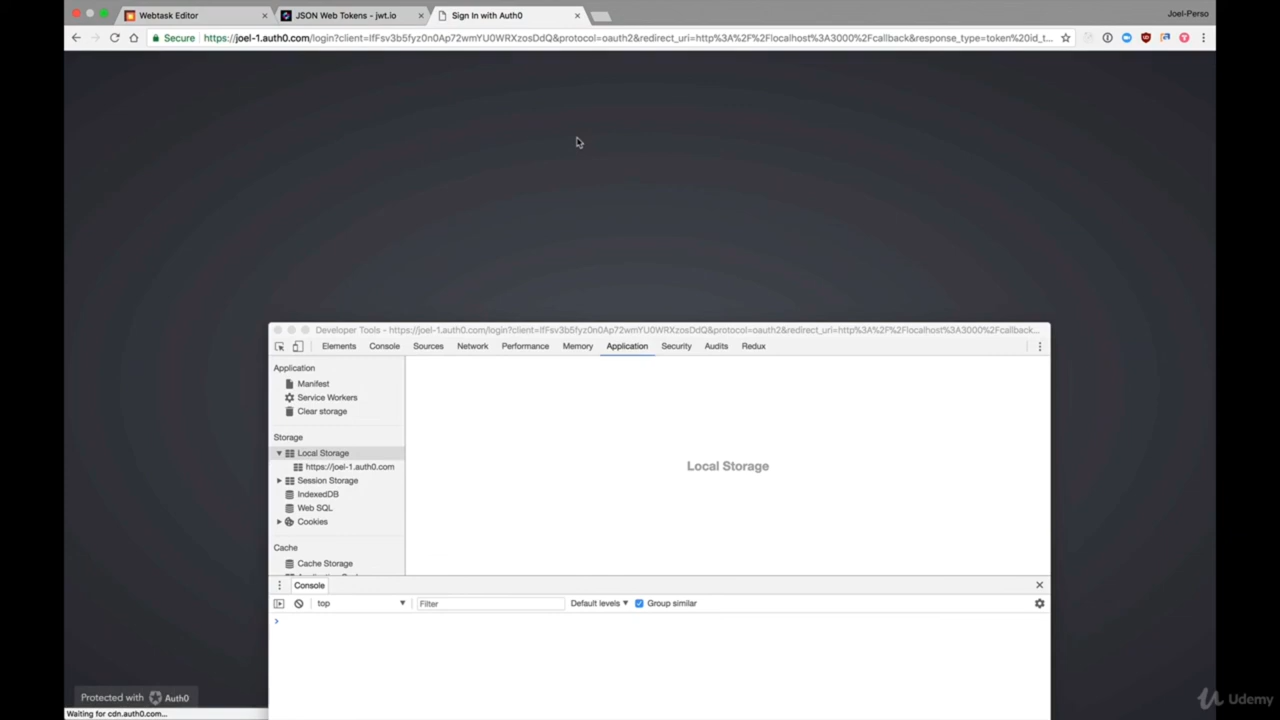 Webtask Editor
JSON Web Tokens - jwt.io
Sign In with Auth0
Joel-Perso
Secure
https://joel-1.auth0.com/login?client=IfFsv3b5fyz0n0Ap72wmYU0WRXzosDdQ&protocol=oauth2&redirect_uri=http%3A%2F%2Flocalhost%3A3000%2Fcallback&response_type=token%20id_t...
Developer Tools - https://joel-1.auth0.com/login?client=IfFsv3b5fyz0n0Ap72wmYU0WRXzosDdQ&protocol=oauth2&redirect_uri=http%3A%2F%2Flocalhost%3A3000%2Fcallback...
Elements Console Sources Network Performance Memory Application Security Audits Redux
Application
Manifest
Service Workers
Clear storage
Storage
Local Storage
https://joel-1.auth0.com
Session Storage
IndexedDB
Web SQL
Cookies
Cache
Cache Storage
Local Storage
Console
top
Filter
Default levels
Group similar
Protected with Auth0
Waiting for cdn.auth0.com...
Udemy